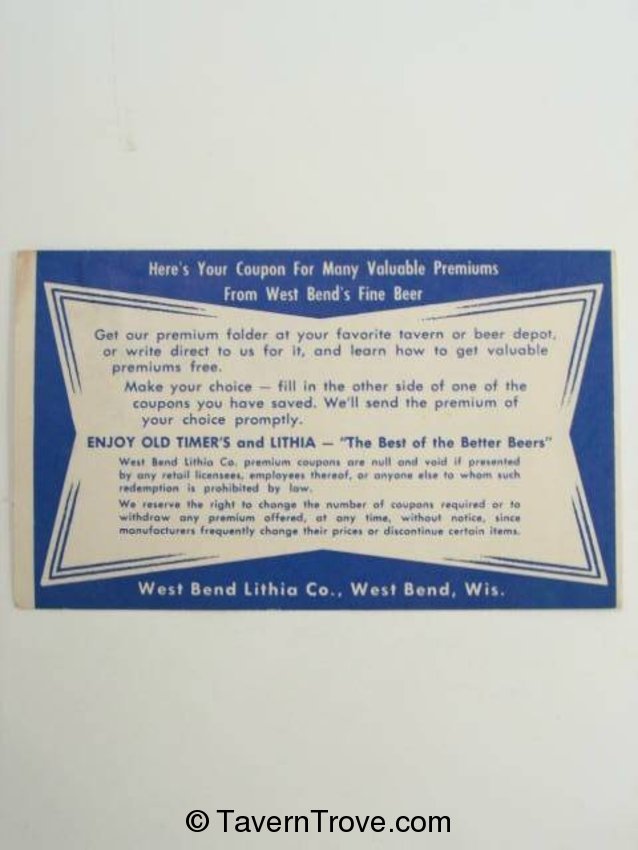 Here's Your Coupon For Many Valuable Premiums
From West Bend's Fine Beer
Get our premium folder at your favorite tavern or beer depot,
or write direct to us for it, and learn how to get valuable
premiums free.
Make your choice — fill in the other side of one of the
coupons you have saved. We'll send the premium of
your choice promptly.
ENJOY OLD TIMER'S and LITHIA — "The Best of the Better Beers"
West Bend Lithia Co. premium coupons are null and void if presented
by any retail licensees, employees thereof, or anyone else to whom such
redemption is prohibited by law.
We reserve the right to change the number of coupons required or to
withdraw any premium offered, at any time, without notice, since
manufacturers frequently change their prices or discontinue certain items.
West Bend Lithia Co., West Bend, Wis.
© TavernTrove.com